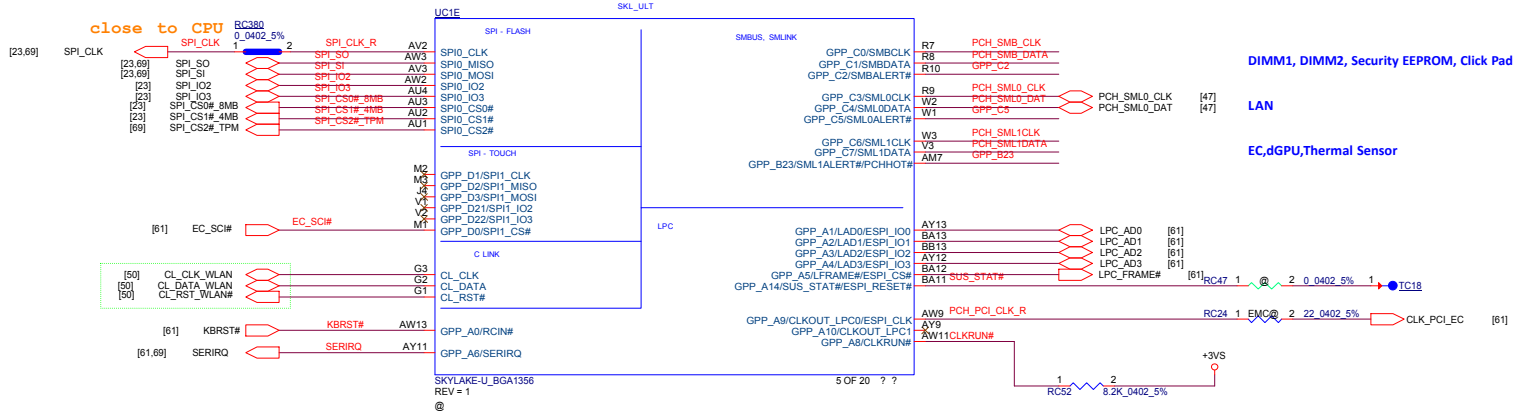 SKL_ULT
UC1E
close to CPU
RC380
0_0402_5%
[23,69] SPI_CLK SPI_CLK 1 2 SPI_CLK_R AV2 SPI0_CLK
[23,69] SPI_SO SPI_SO AW3 SPI0_MISO
[23,69] SPI_SI SPI_SI AV3 SPI0_MOSI
[23] SPI_IO2 SPI_IO2 AW2 SPI0_IO2
[23] SPI_IO3 SPI_IO3 AU4 SPI0_IO3
[23] SPI_CS0#_8MB SPI_CS0#_8MB AU3 SPI0_CS0#
[23] SPI_CS1#_4MB SPI_CS1#_4MB AU2 SPI0_CS1#
[69] SPI_CS2#_TPM SPI_CS2#_TPM AU1 SPI0_CS2#
SPI - FLASH
SPI - TOUCH
M2 GPP_D1/SPI1_CLK
M3 GPP_D2/SPI1_MISO
J4 GPP_D3/SPI1_MOSI
V1 GPP_D21/SPI1_IO2
V2 GPP_D22/SPI1_IO3
[61] EC_SCI# EC_SCI# M1 GPP_D0/SPI1_CS#
C LINK
[50] CL_CLK_WLAN G3 CL_CLK
[50] CL_DATA_WLAN G2 CL_DATA
[50] CL_RST_WLAN# G1 CL_RST#
[61] KBRST# KBRST# AW13 GPP_A0/RCIN#
[61,69] SERIRQ SERIRQ AY11 GPP_A6/SERIRQ
SMBUS, SMLINK
GPP_C0/SMBCLK R7 PCH_SMB_CLK
GPP_C1/SMBDATA R8 PCH_SMB_DATA
GPP_C2/SMBALERT# R10 GPP_C2
DIMM1, DIMM2, Security EEPROM, Click Pad
GPP_C3/SML0CLK R9 PCH_SML0_CLK PCH_SML0_CLK [47]
GPP_C4/SML0DATA W2 PCH_SML0_DAT PCH_SML0_DAT [47]
GPP_C5/SML0ALERT# W1 GPP_C5
LAN
GPP_C6/SML1CLK W3 PCH_SML1CLK
GPP_C7/SML1DATA V3 PCH_SML1DATA
GPP_B23/SML1ALERT#/PCHHOT# AM7 GPP_B23
EC,dGPU,Thermal Sensor
LPC
GPP_A1/LAD0/ESPI_IO0 AY13 LPC_AD0 [61]
GPP_A2/LAD1/ESPI_IO1 BA13 LPC_AD1 [61]
GPP_A3/LAD2/ESPI_IO2 BB13 LPC_AD2 [61]
GPP_A4/LAD3/ESPI_IO3 AY12 LPC_AD3 [61]
GPP_A5/LFRAME#/ESPI_CS# BA12 LPC_FRAME# [61]
GPP_A14/SUS_STAT#/ESPI_RESET# BA11 SUS_STAT# RC47 1 @ 2 0_0402_5% 1 TC18
GPP_A9/CLKOUT_LPC0/ESPI_CLK AW9 PCH_PCI_CLK_R RC24 1 EMC@ 2 22_0402_5% CLK_PCI_EC [61]
GPP_A10/CLKOUT_LPC1 AY9
GPP_A8/CLKRUN# AW11 CLKRUN#
+3VS
RC52 1 2 8.2K_0402_5%
SKYLAKE-U_BGA1356
5 OF 20 ? ?
REV = 1
@